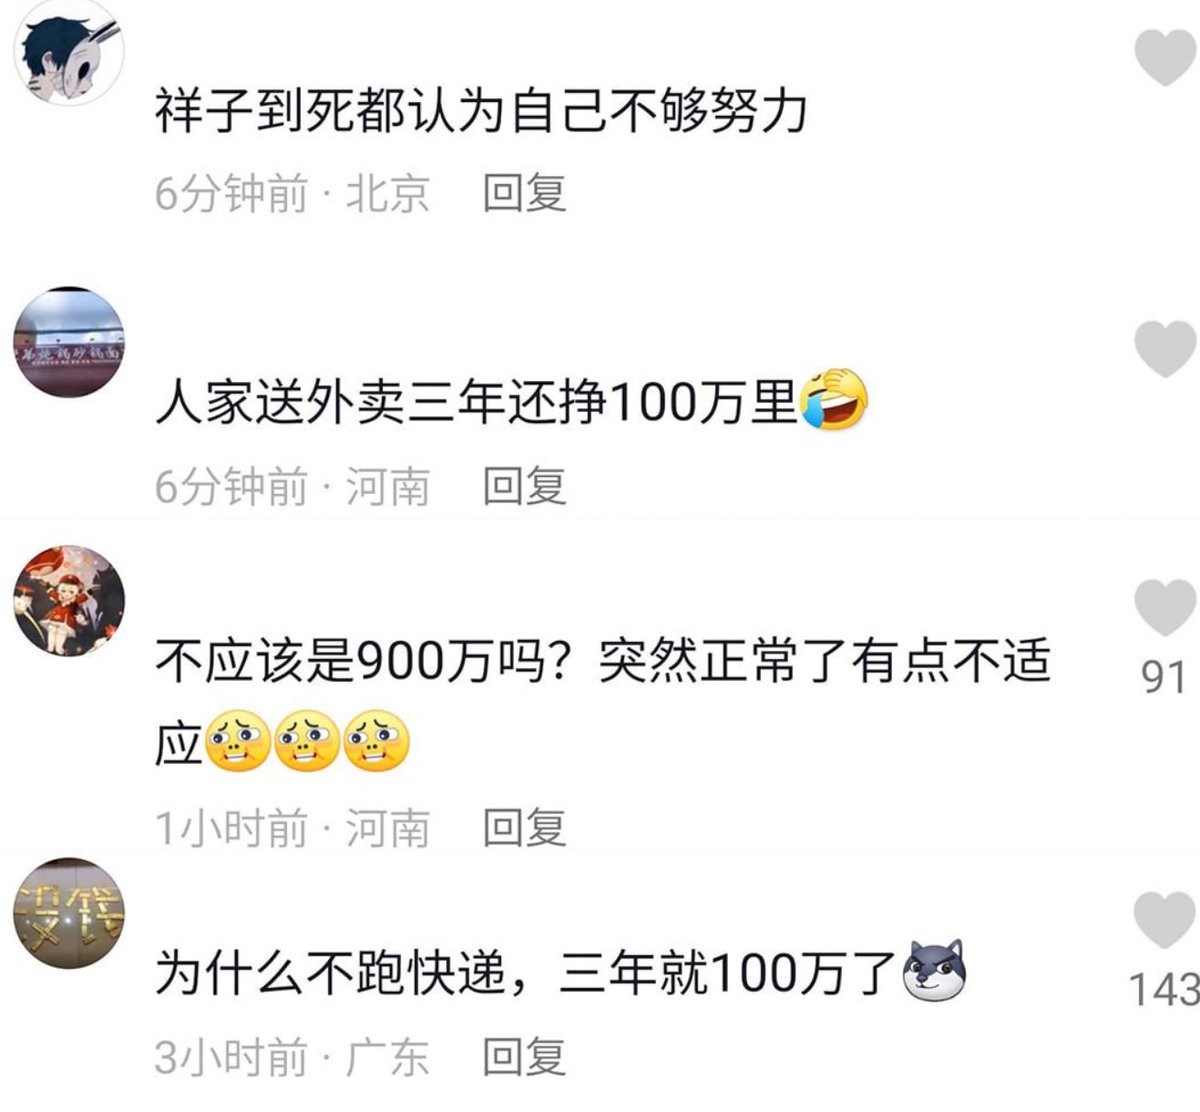 祥子到死都认为自己不够努力
6分钟前 · 北京 回复
人家送外卖三年还挣100万里
6分钟前 · 河南 回复
不应该是900万吗？突然正常了有点不适
91
应
1小时前 · 河南 回复
没钱
为什么不跑快递，三年就100万了
143
3小时前 · 广东 回复